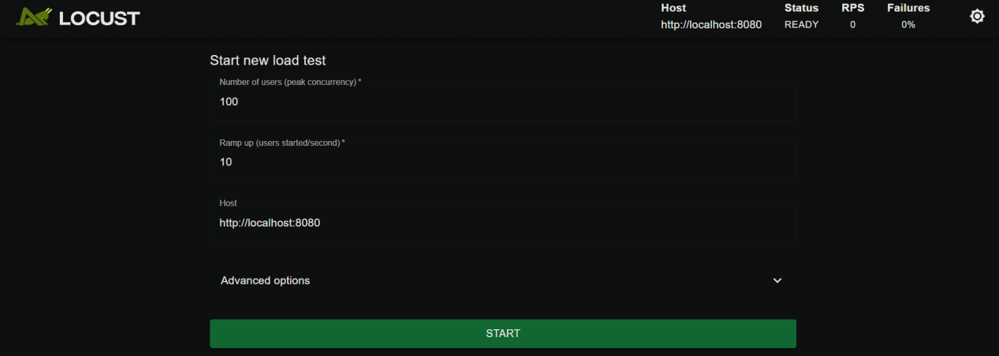 LOCUST
Host Status RPS Failures
http://localhost:8080 READY 0 0%
Start new load test
Number of users (peak concurrency) *
100
Ramp up (users started/second) *
10
Host
http://localhost:8080
Advanced options
START